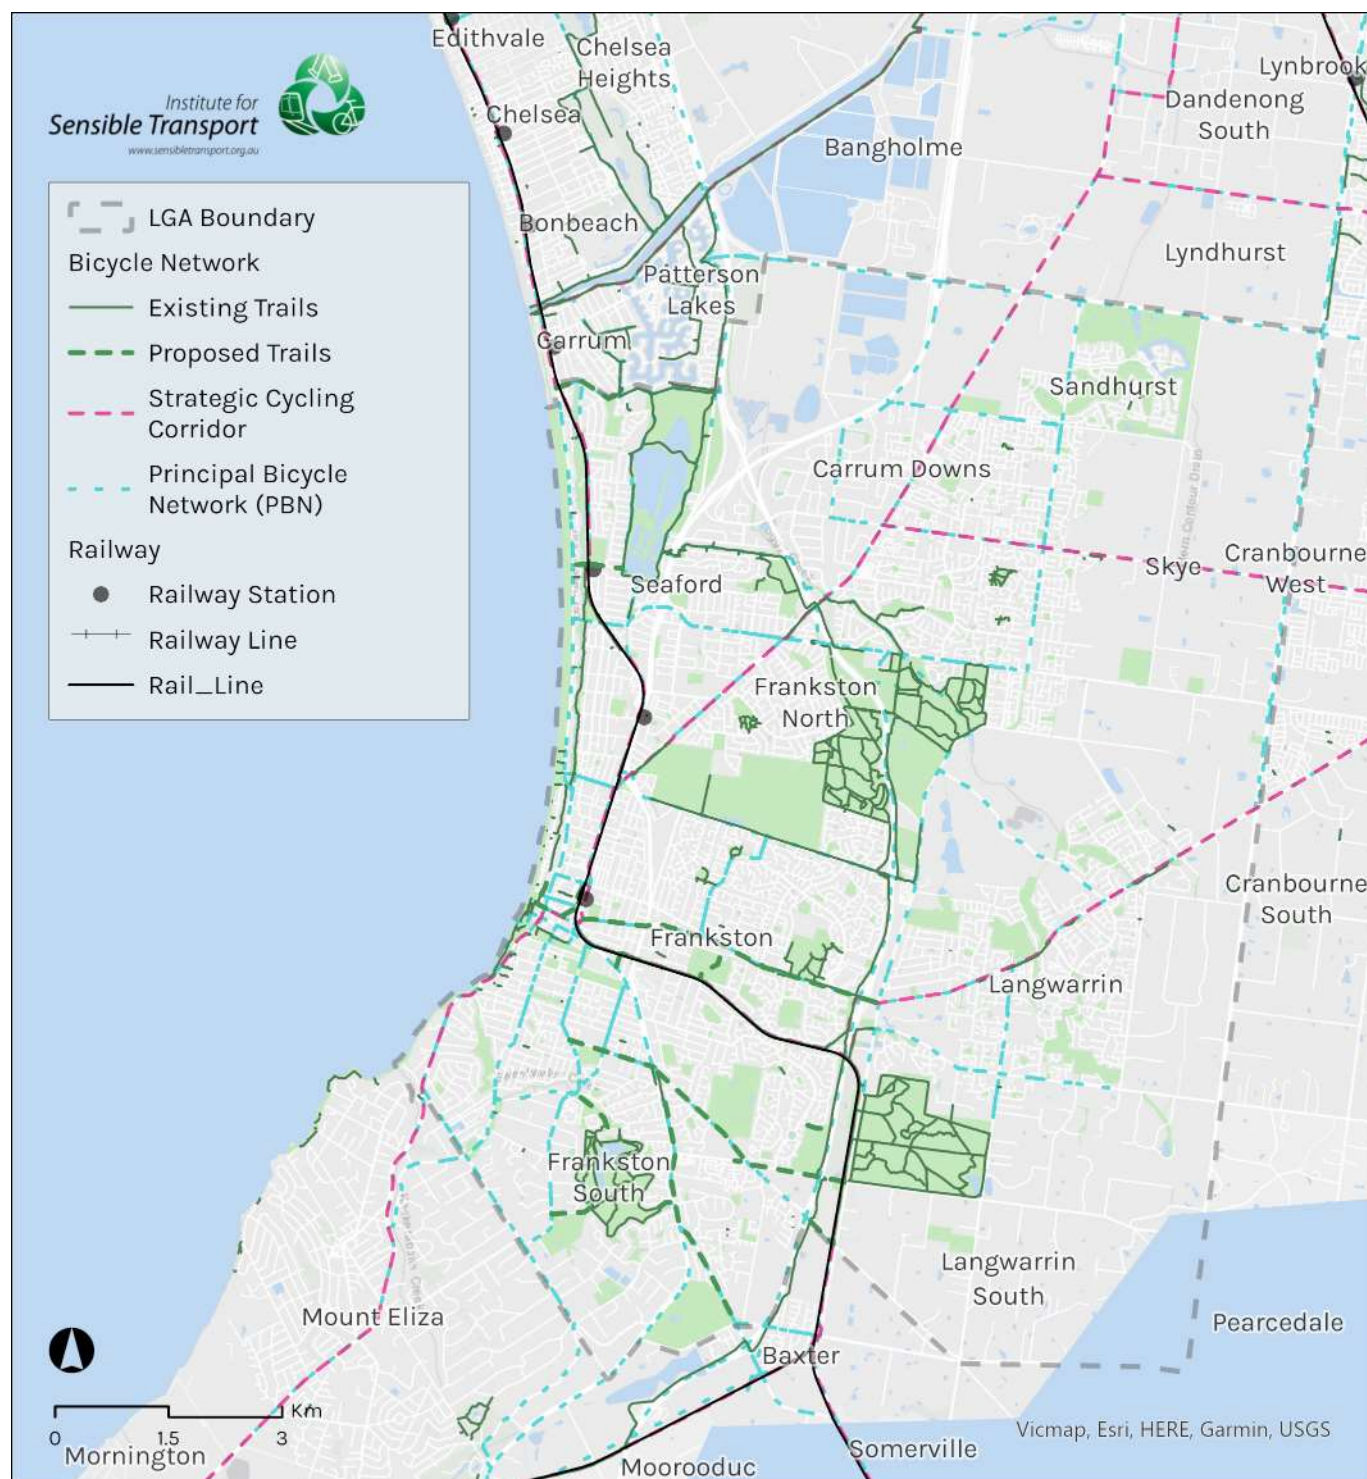 Edithvale
Chelsea
Heights
Lynbrook
Institute for
Sensible Transport
www.sensibletransport.org.au
Chelsea
Dandenong
South
Bangholme
LGA Boundary
Bonbeach
Bicycle Network
Lyndhurst
Patterson
Lakes
Existing Trails
Carrum
Proposed Trails
Sandhurst
Strategic Cycling
Corridor
Carrum Downs
Principal Bicycle
Network (PBN)
Railway
Skye
Cranbourne
West
Seaford
Railway Station
Railway Line
Rail_Line
Frankston
North
Cranbourne
South
Frankston
Langwarrin
Frankston
South
Langwarrin
South
Mount Eliza
Pearcedale
Baxter
Km
0 1.5 3
Mornington
Vicmap, Esri, HERE, Garmin, USGS
Somerville
Moorooduc